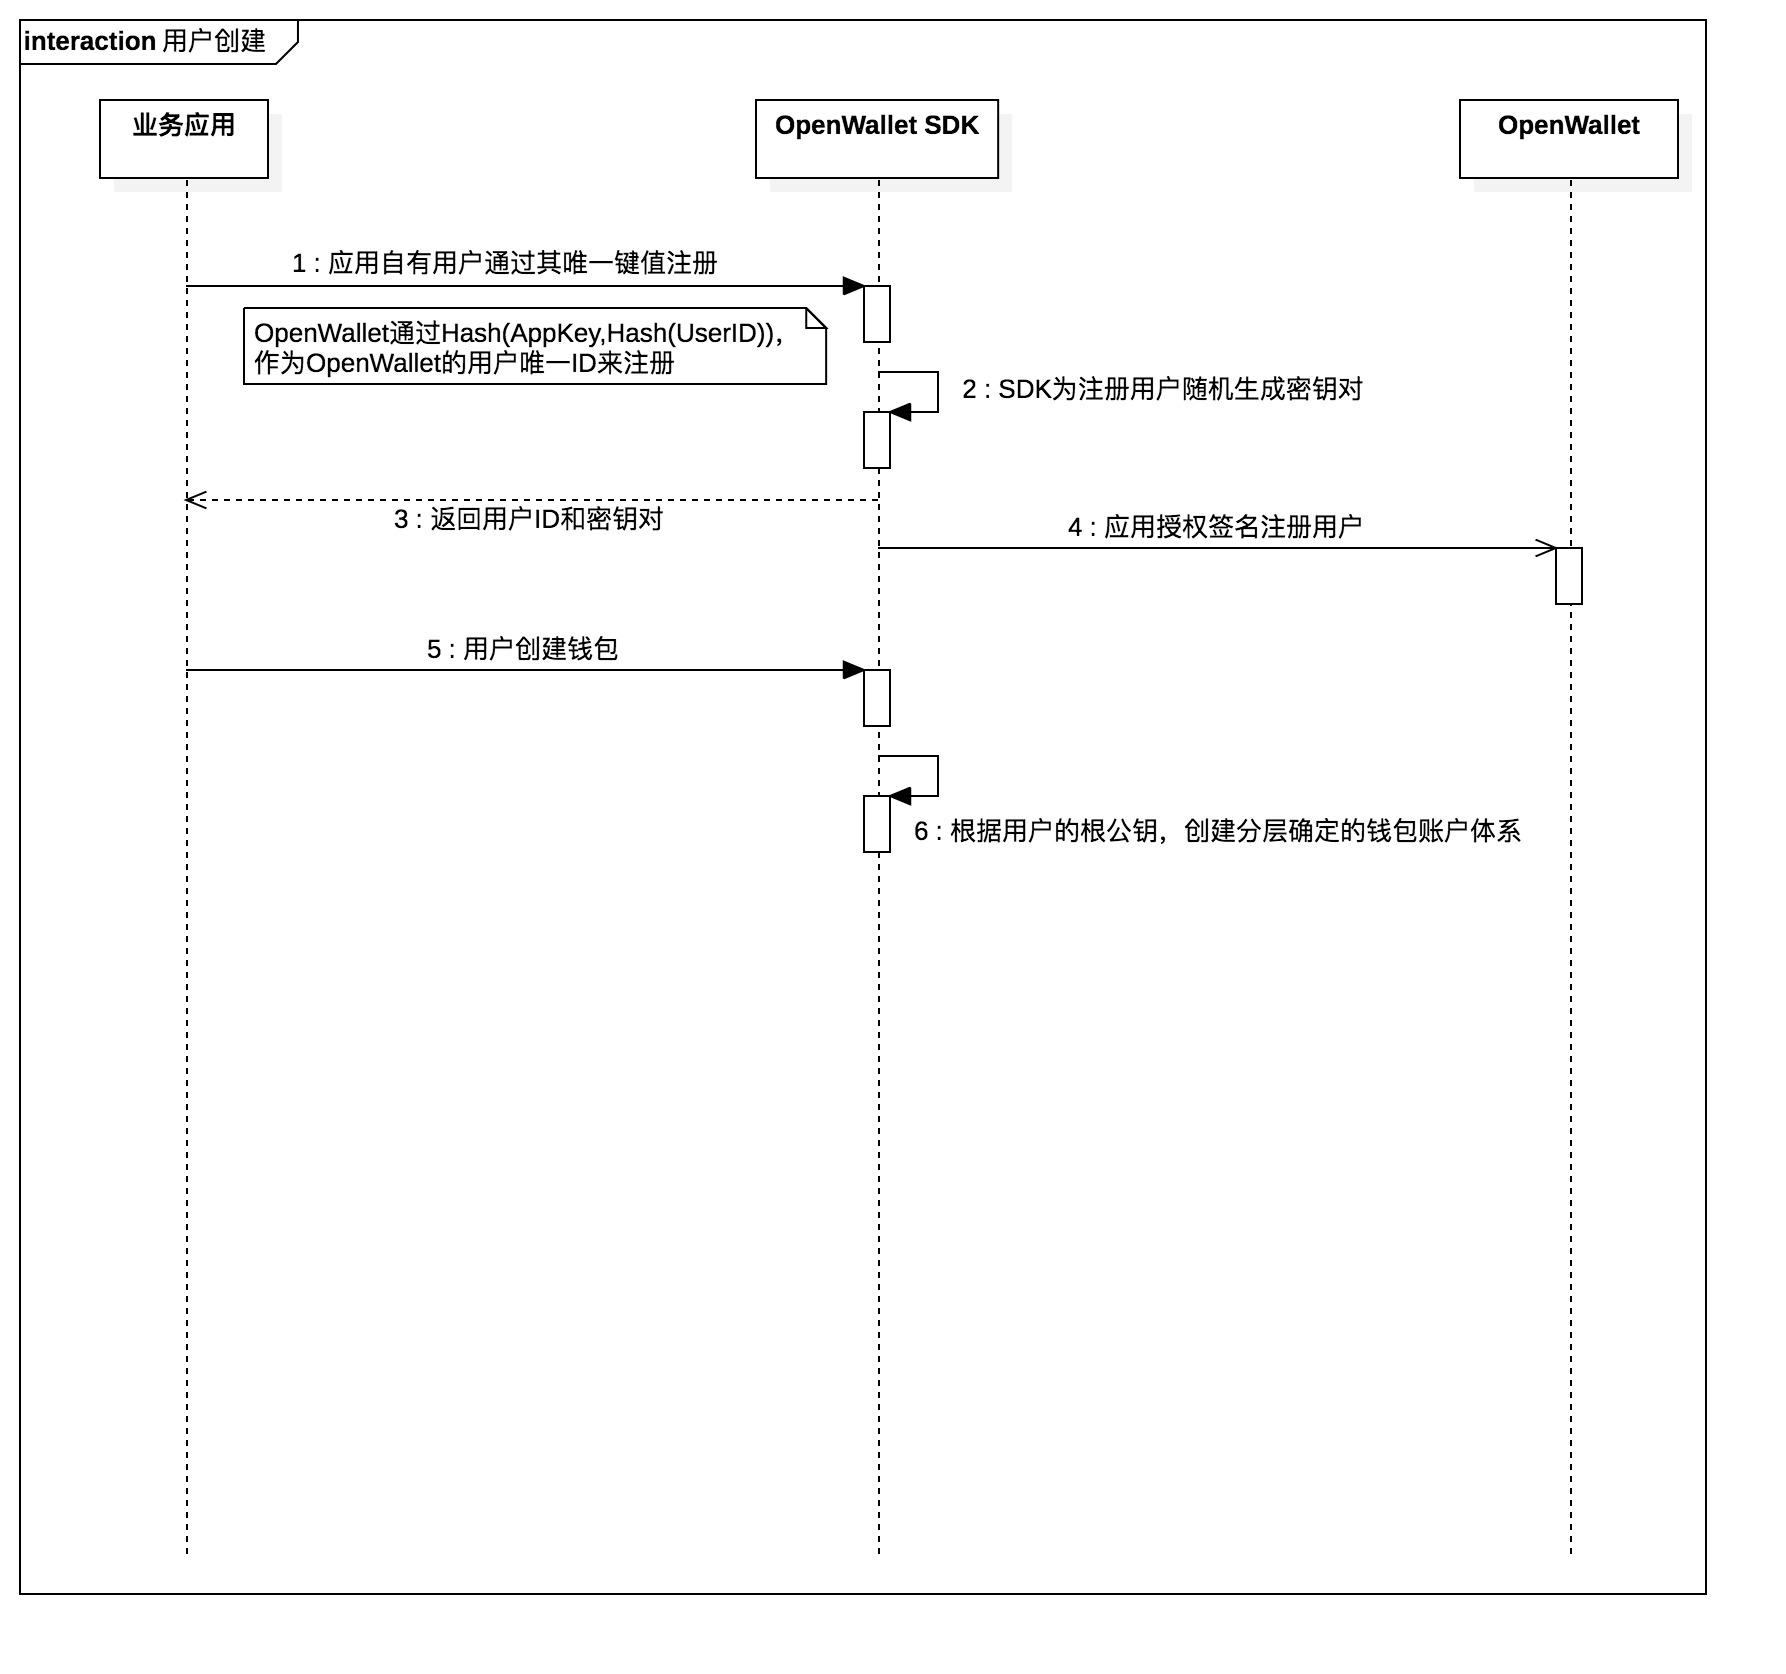 interaction 用户创建
业务应用
OpenWallet SDK
OpenWallet
1 : 应用自有用户通过其唯一键值注册
OpenWallet通过Hash(AppKey,Hash(UserID))，
作为OpenWallet的用户唯一ID来注册
2 : SDK为注册用户随机生成密钥对
3 : 返回用户ID和密钥对
4 : 应用授权签名注册用户
5 : 用户创建钱包
6 : 根据用户的根公钥，创建分层确定的钱包账户体系